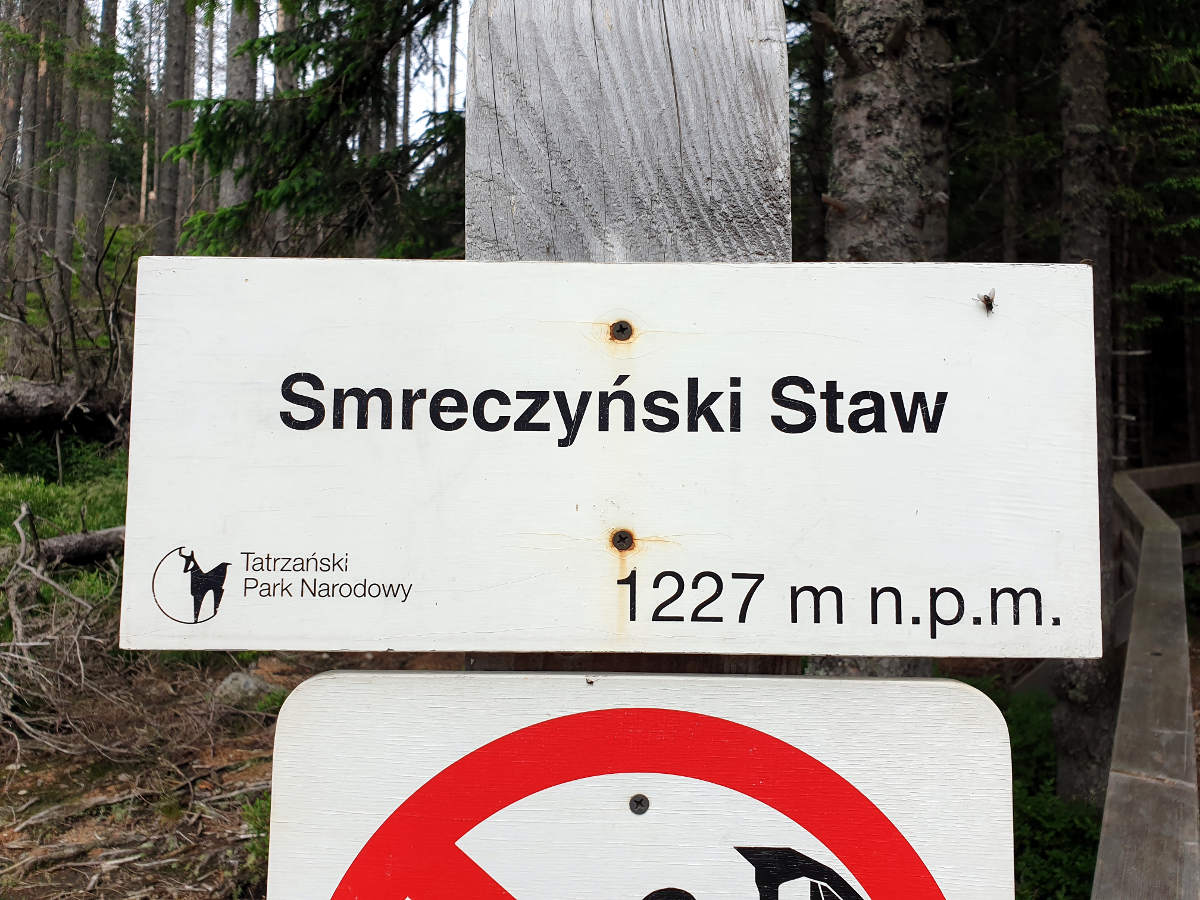 Smreczyński Staw
Tatrzański
Park Narodowy
1227 m n.p.m.